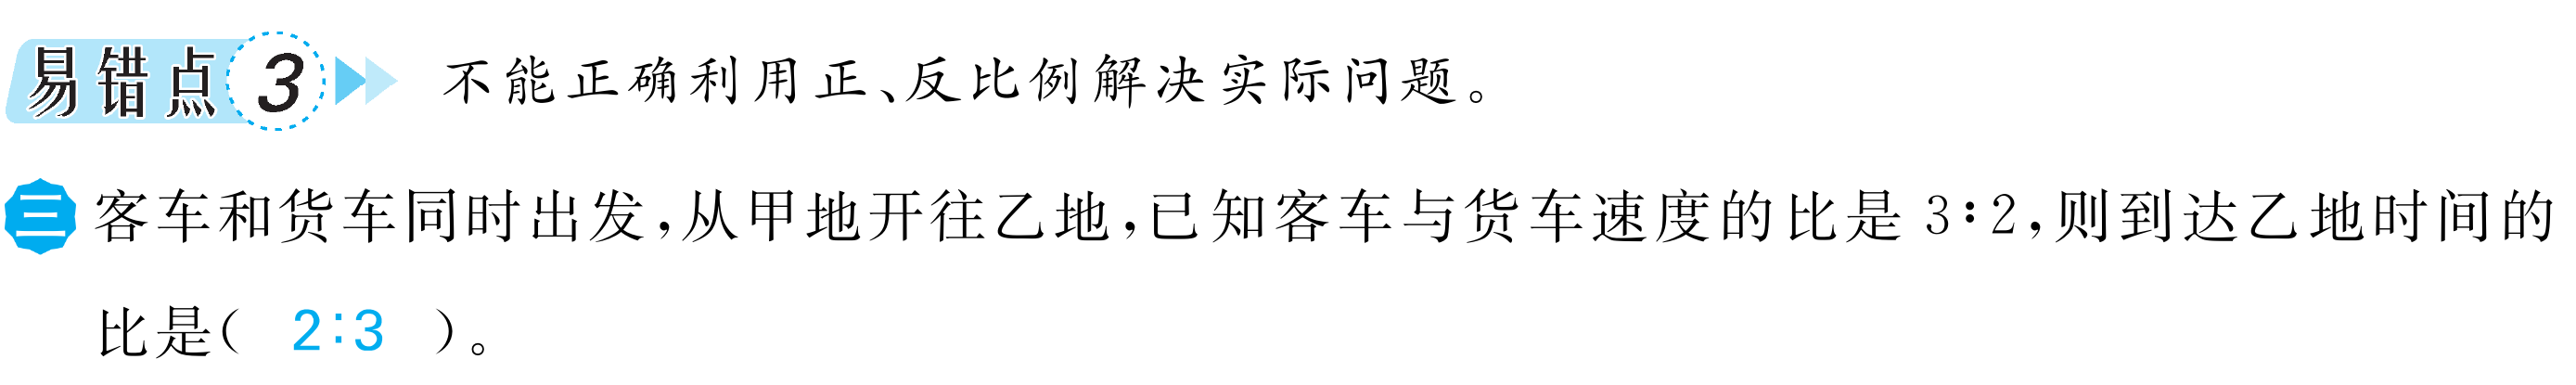 易错点 3 不能正确利用正、反比例解决实际问题。
三 客车和货车同时出发,从甲地开往乙地,已知客车与货车速度的比是 3∶2,则到达乙地时间的
比是( 2∶3 )。